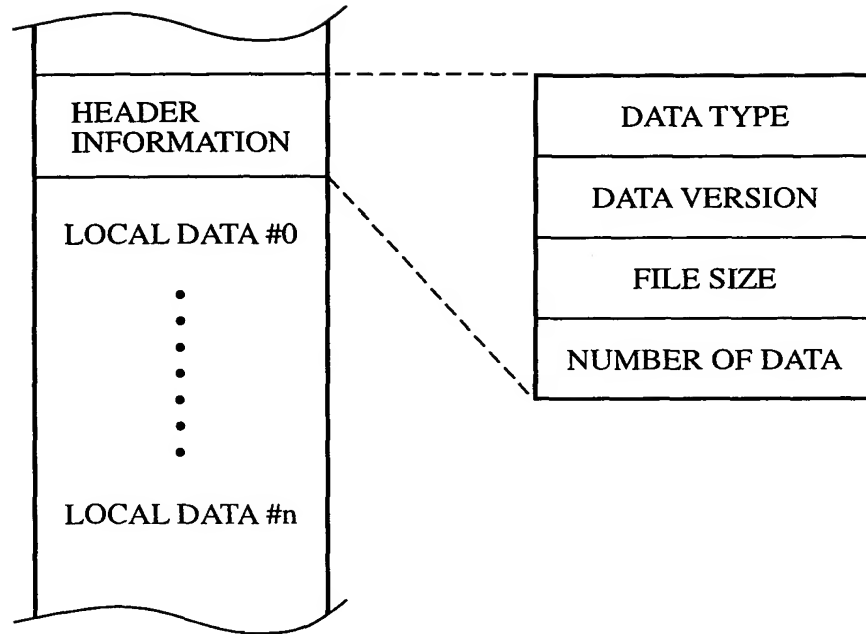 HEADER
INFORMATION
LOCAL DATA #0
LOCAL DATA #n
DATA TYPE
DATA VERSION
FILE SIZE
NUMBER OF DATA